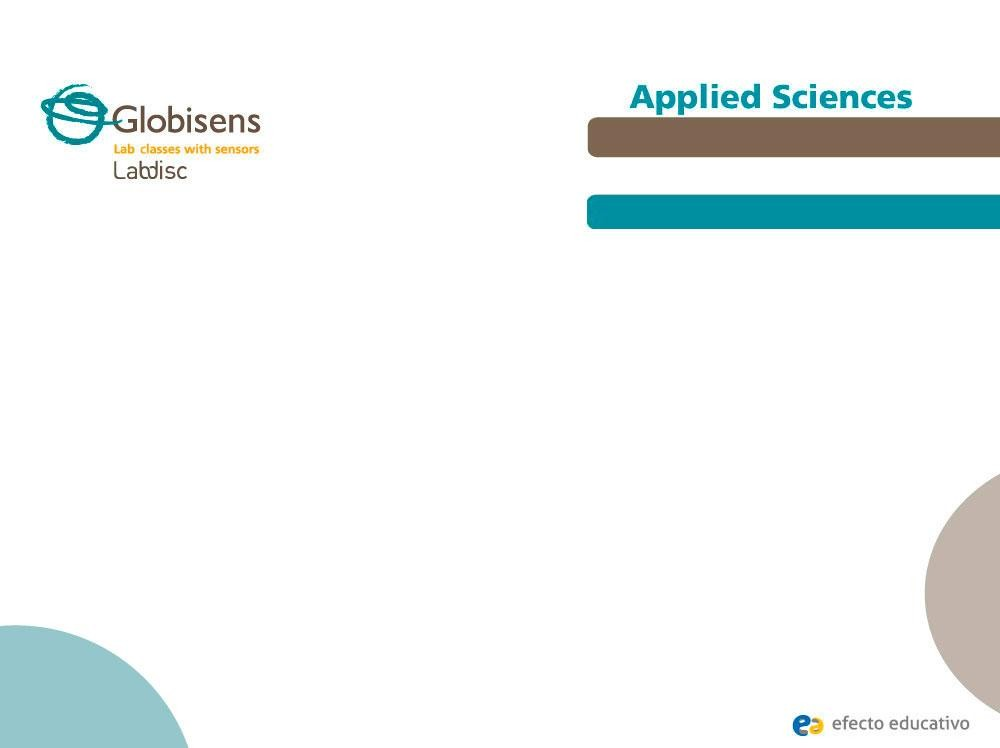 Globisens
Lab classes with sensors
Labdisc
Applied Sciences
efecto educativo